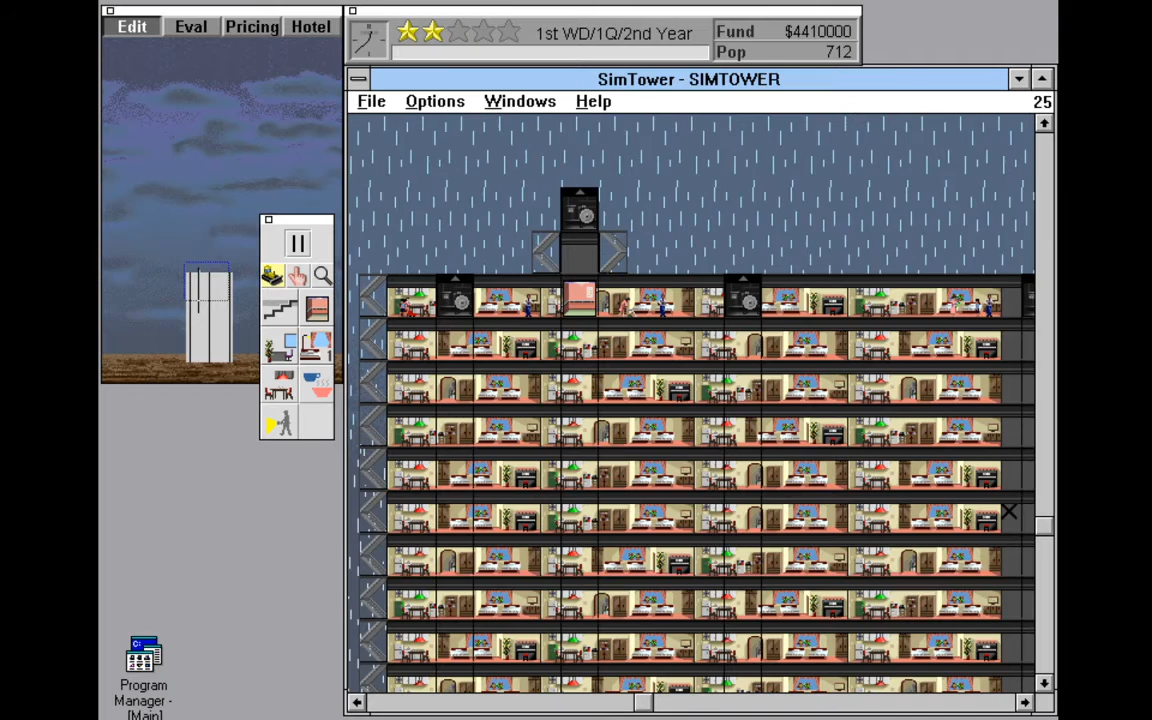 Edit Eval Pricing Hotel
1st WD/1Q/2nd Year
Fund $4410000
Pop 712
SimTower - SIMTOWER
File Options Windows Help
25
1
C:\
Program
Manager -
[Main]